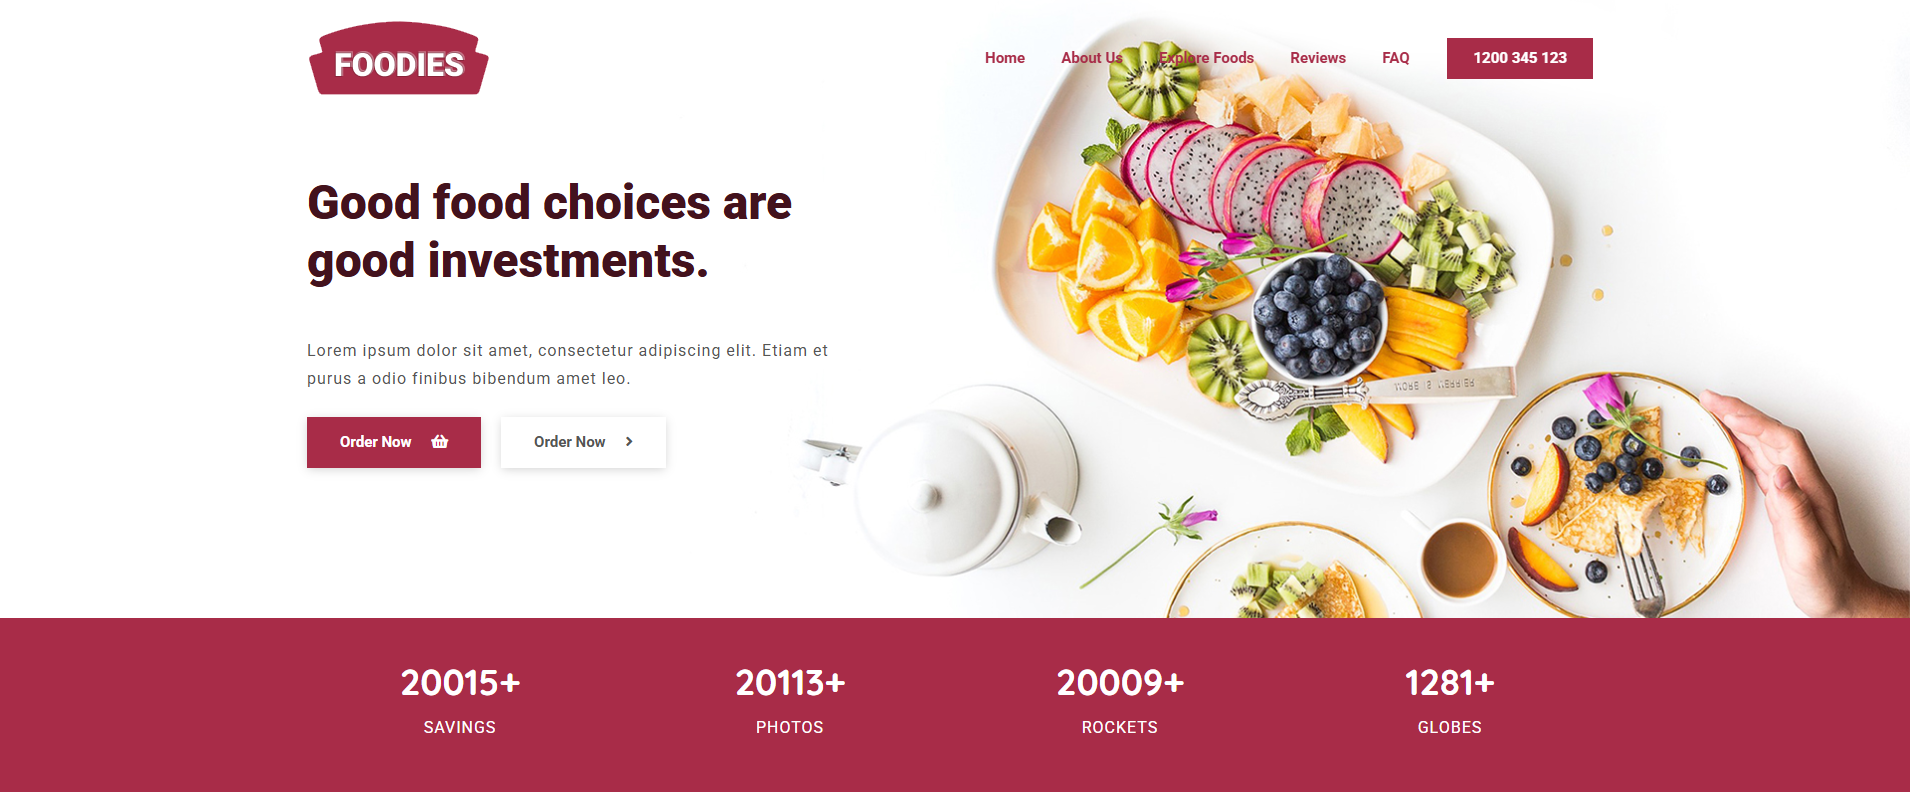 FOODIES
Home About Us Explore Foods Reviews FAQ 1200 345 123
Good food choices are
good investments.
Lorem ipsum dolor sit amet, consectetur adipiscing elit. Etiam et
purus a odio finibus bibendum amet leo.
Order Now Order Now
20015+ 20113+ 20009+ 1281+
SAVINGS PHOTOS ROCKETS GLOBES